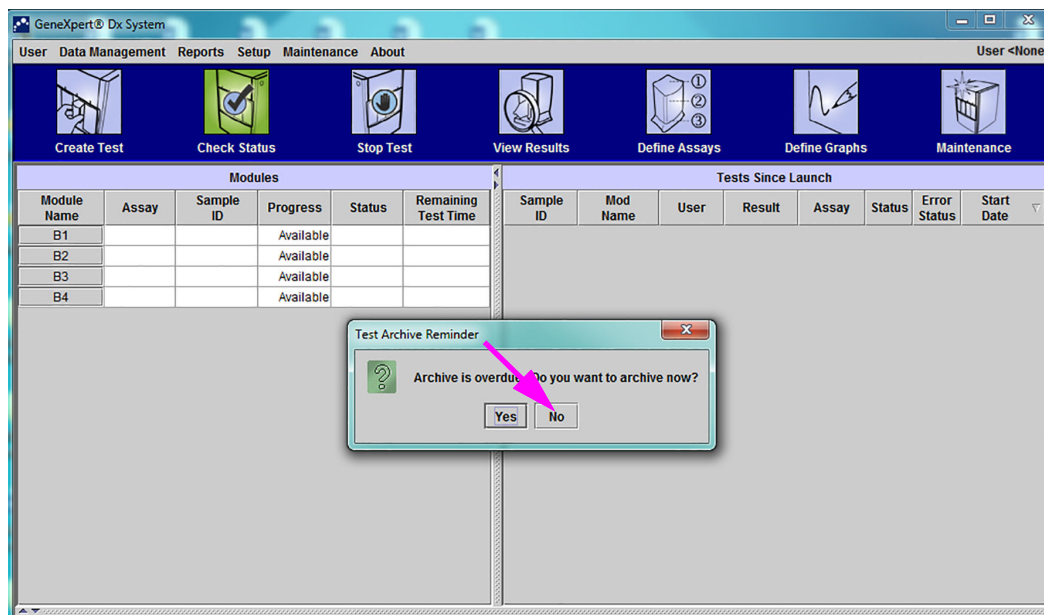 GeneXpert® Dx System
User Data Management Reports Setup Maintenance About User <None
Create Test Check Status Stop Test View Results Define Assays Define Graphs Maintenance
Modules Tests Since Launch
Module Name Assay Sample ID Progress Status Remaining Test Time Sample ID Mod Name User Result Assay Status Error Status Start Date
B1 Available
B2 Available
B3 Available
B4 Available
Test Archive Reminder
Archive is overdue. Do you want to archive now?
Yes No